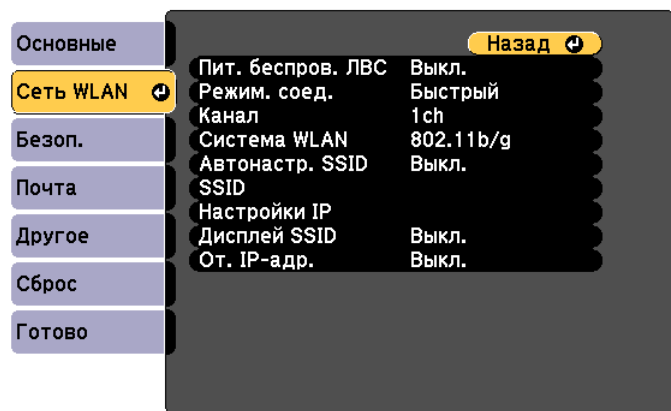 Основные
Сеть WLAN
Безоп.
Почта
Другое
Сброс
Готово
Назад
Пит. беспров. ЛВС Выкл.
Режим. соед. Быстрый
Канал 1ch
Система WLAN 802.11b/g
Автонастр. SSID Выкл.
SSID
Настройки IP
Дисплей SSID Выкл.
От. IP-адр. Выкл.